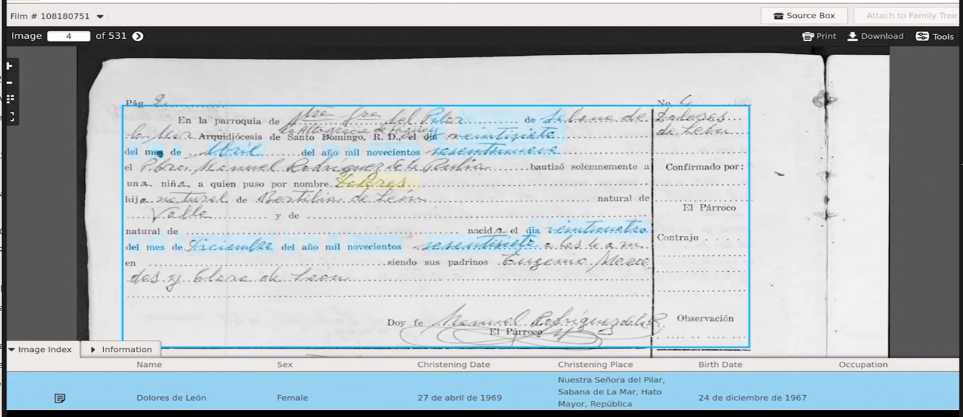 Film # 108180751
Source Box
Attach to Family Tree
Image 4 of 531
Print Download Tools
Pág 2
No 4
En la parroquia de Ntra Sra del Pilar de Sabana de
Dolores
la Mar Arquidiócesis de Santo Domingo, R. D., el día veintisiete
de León
del mes de Abril del año mil novecientos sesentinueve
el Pbro. Manuel Rodríguez de la bautizó solemnemente a
Confirmado por:
una niña a quien puso por nombre Dolores
hija natural de de León natural de
El Párroco
Valle y de
natural de nacida el día veinticuatro
del mes de Diciembre del año mil novecientos sesentisiete a las 4 a m
Contrajo
en siendo sus padrinos Eugenio Merce
des y Clara de Leon
Doy fe Manuel Rodríguez de la R.
El Párroco
Observación
Image Index Information
Name Sex Christening Date Christening Place Birth Date Occupation
Dolores de León Female 27 de abril de 1969 Nuestra Señora del Pilar, 24 de diciembre de 1967
Sabana de La Mar, Hato
Mayor, República